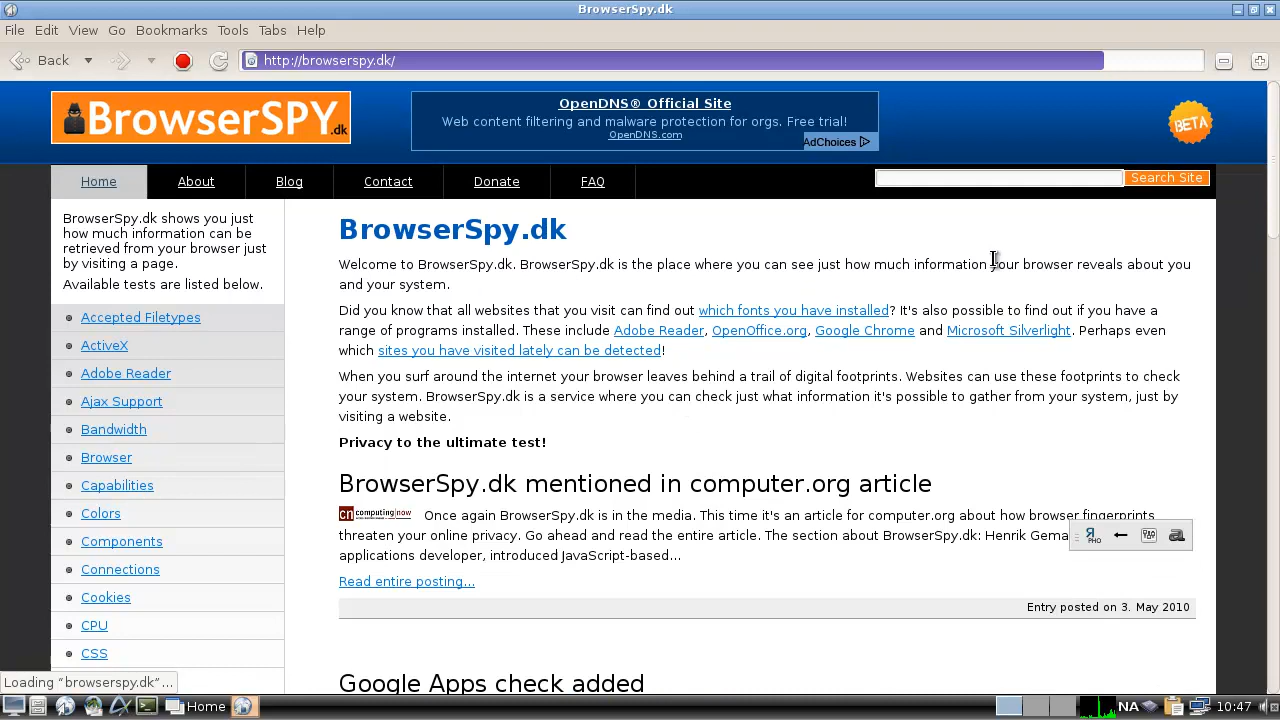 BrowserSpy.dk
File Edit View Go Bookmarks Tools Tabs Help
Back http://browserspy.dk/
BrowserSPY.dk
OpenDNS® Official Site
Web content filtering and malware protection for orgs. Free trial!
OpenDNS.com
AdChoices
BETA
Home About Blog Contact Donate FAQ Search Site
BrowserSpy.dk shows you just
how much information can be
retrieved from your browser just
by visiting a page.
Available tests are listed below.
Accepted Filetypes
ActiveX
Adobe Reader
Ajax Support
Bandwidth
Browser
Capabilities
Colors
Components
Connections
Cookies
CPU
CSS
BrowserSpy.dk
Welcome to BrowserSpy.dk. BrowserSpy.dk is the place where you can see just how much information your browser reveals about you
and your system.
Did you know that all websites that you visit can find out which fonts you have installed? It's also possible to find out if you have a
range of programs installed. These include Adobe Reader, OpenOffice.org, Google Chrome and Microsoft Silverlight. Perhaps even
which sites you have visited lately can be detected!
When you surf around the internet your browser leaves behind a trail of digital footprints. Websites can use these footprints to check
your system. BrowserSpy.dk is a service where you can check just what information it's possible to gather from your system, just by
visiting a website.
Privacy to the ultimate test!
BrowserSpy.dk mentioned in computer.org article
cn computing now Once again BrowserSpy.dk is in the media. This time it's an article for computer.org about how browser fingerprints
threaten your online privacy. Go ahead and read the entire article. The section about BrowserSpy.dk: Henrik Gema
applications developer, introduced JavaScript-based...
Read entire posting...
Entry posted on 3. May 2010
Google Apps check added
Loading “browserspy.dk”...
Home NA 10:47